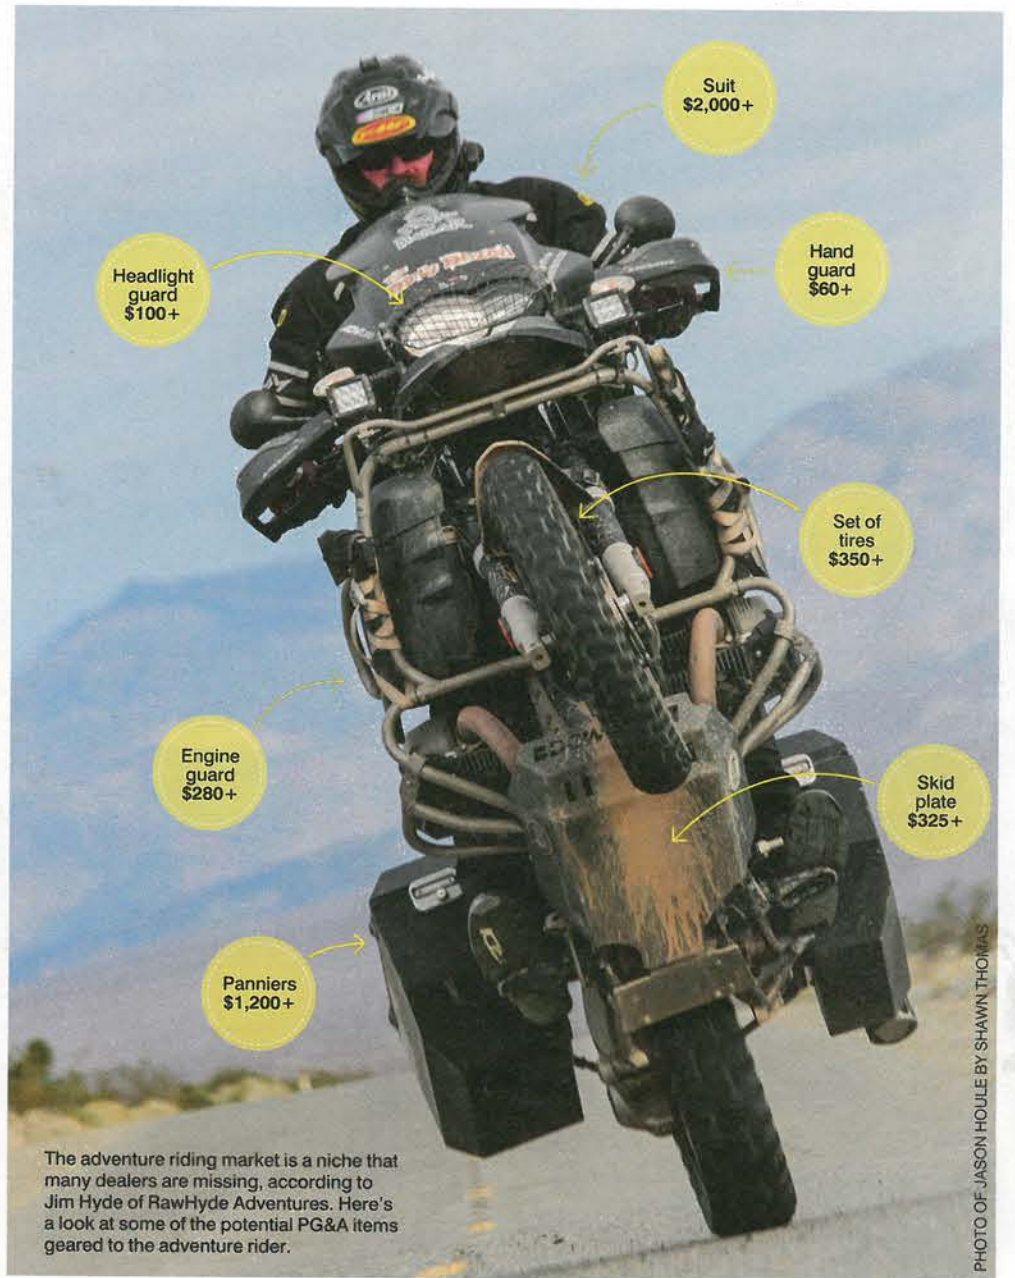 Suit
$2,000+
Hand
guard
$60+
Headlight
guard
$100+
Set of
tires
$350+
Engine
guard
$280+
Skid
plate
$325+
Panniers
$1,200+
Arai
FMF
The adventure riding market is a niche that
many dealers are missing, according to
Jim Hyde of RawHyde Adventures. Here's
a look at some of the potential PG&A items
geared to the adventure rider.
PHOTO OF JASON HOULE BY SHAWN THOMAS